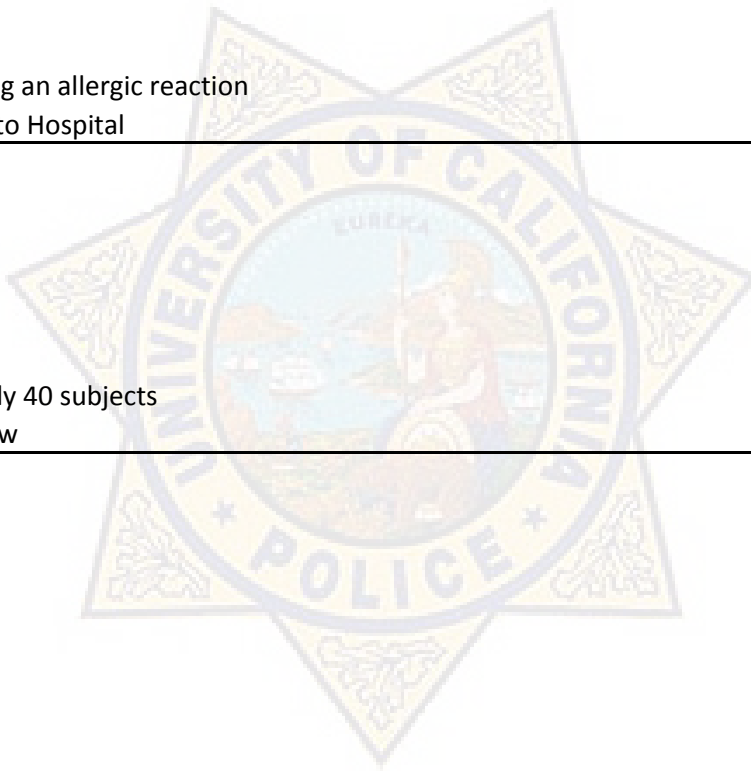 g an allergic reaction
to Hospital
UNIVERSITY OF CALIFORNIA
EUREKA
ly 40 subjects
w
POLICE